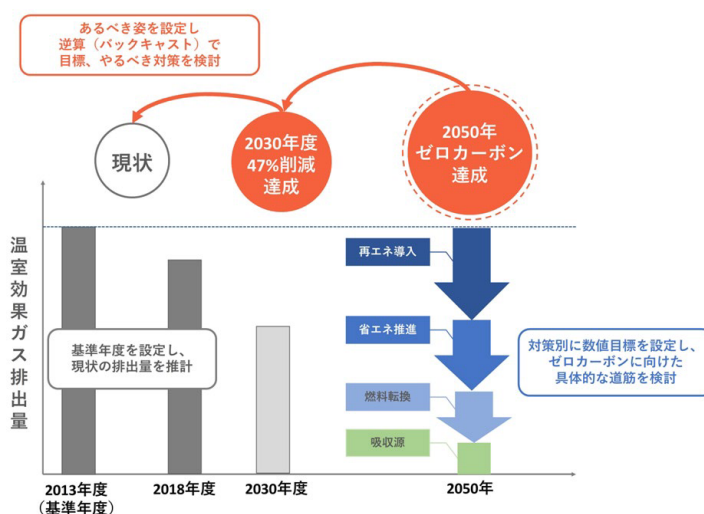 あるべき姿を設定し
逆算（バックキャスト）で
目標、やるべき対策を検討
現状
2030年度
47%削減
達成
2050年
ゼロカーボン
達成
温室効果ガス排出量
基準年度を設定し、
現状の排出量を推計
再エネ導入
省エネ推進
燃料転換
吸収源
対策別に数値目標を設定し、
ゼロカーボンに向けた
具体的な道筋を検討
2013年度
（基準年度）
2018年度
2030年度
2050年